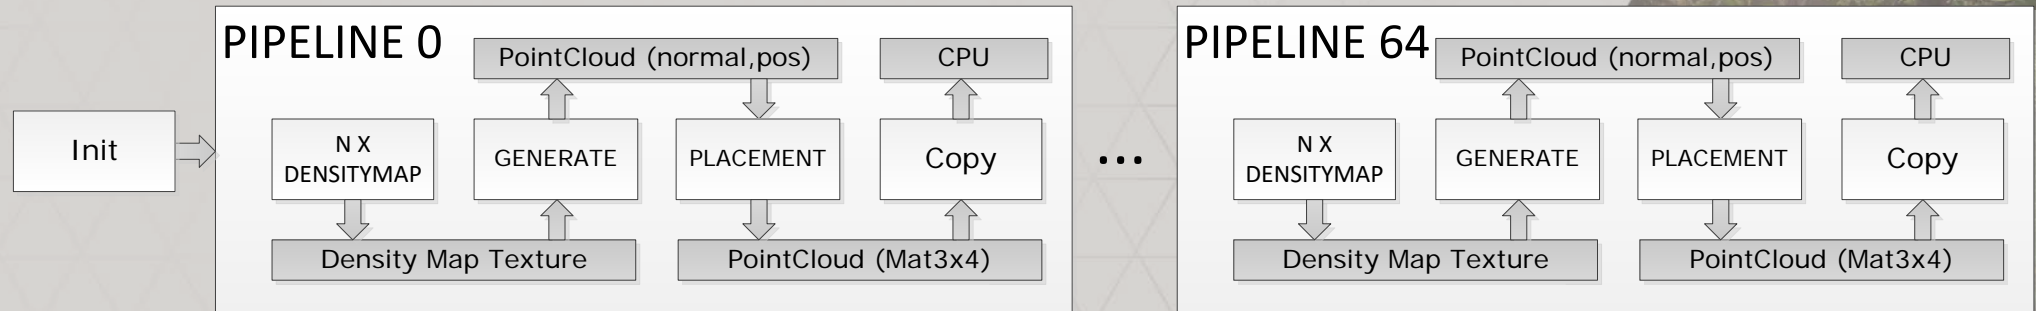 Init
PIPELINE 0
PointCloud (normal,pos)
CPU
N X
DENSITYMAP
GENERATE
PLACEMENT
Copy
Density Map Texture
PointCloud (Mat3x4)
...
PIPELINE 64
PointCloud (normal,pos)
CPU
N X
DENSITYMAP
GENERATE
PLACEMENT
Copy
Density Map Texture
PointCloud (Mat3x4)